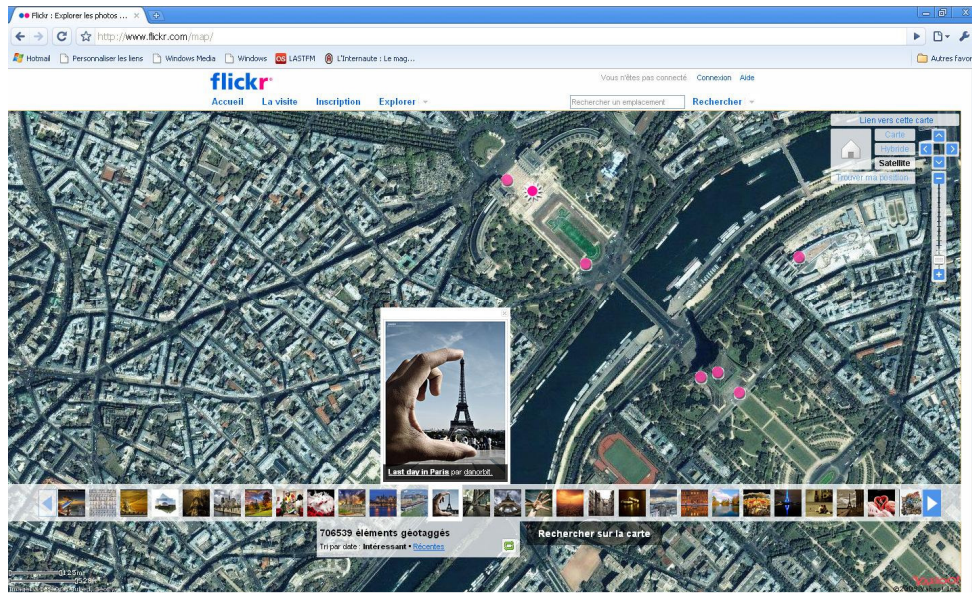 Flickr : Explorer les photos ...
http://www.flickr.com/map/
Hotmail Personnaliser les liens Windows Media Windows LASTFM L'Internaute : Le mag... Autres favor
flickr
Vous n'êtes pas connecté Connexion Aide
Accueil La visite Inscription Explorer
Rechercher un emplacement Rechercher
Lien vers cette carte
Carte
Hybride
Satellite
Trouver ma position
Last day in Paris par danorbit.
706539 éléments géotaggés
Tri par date : Intéressant • Récentes
Rechercher sur la carte
YAHOO!